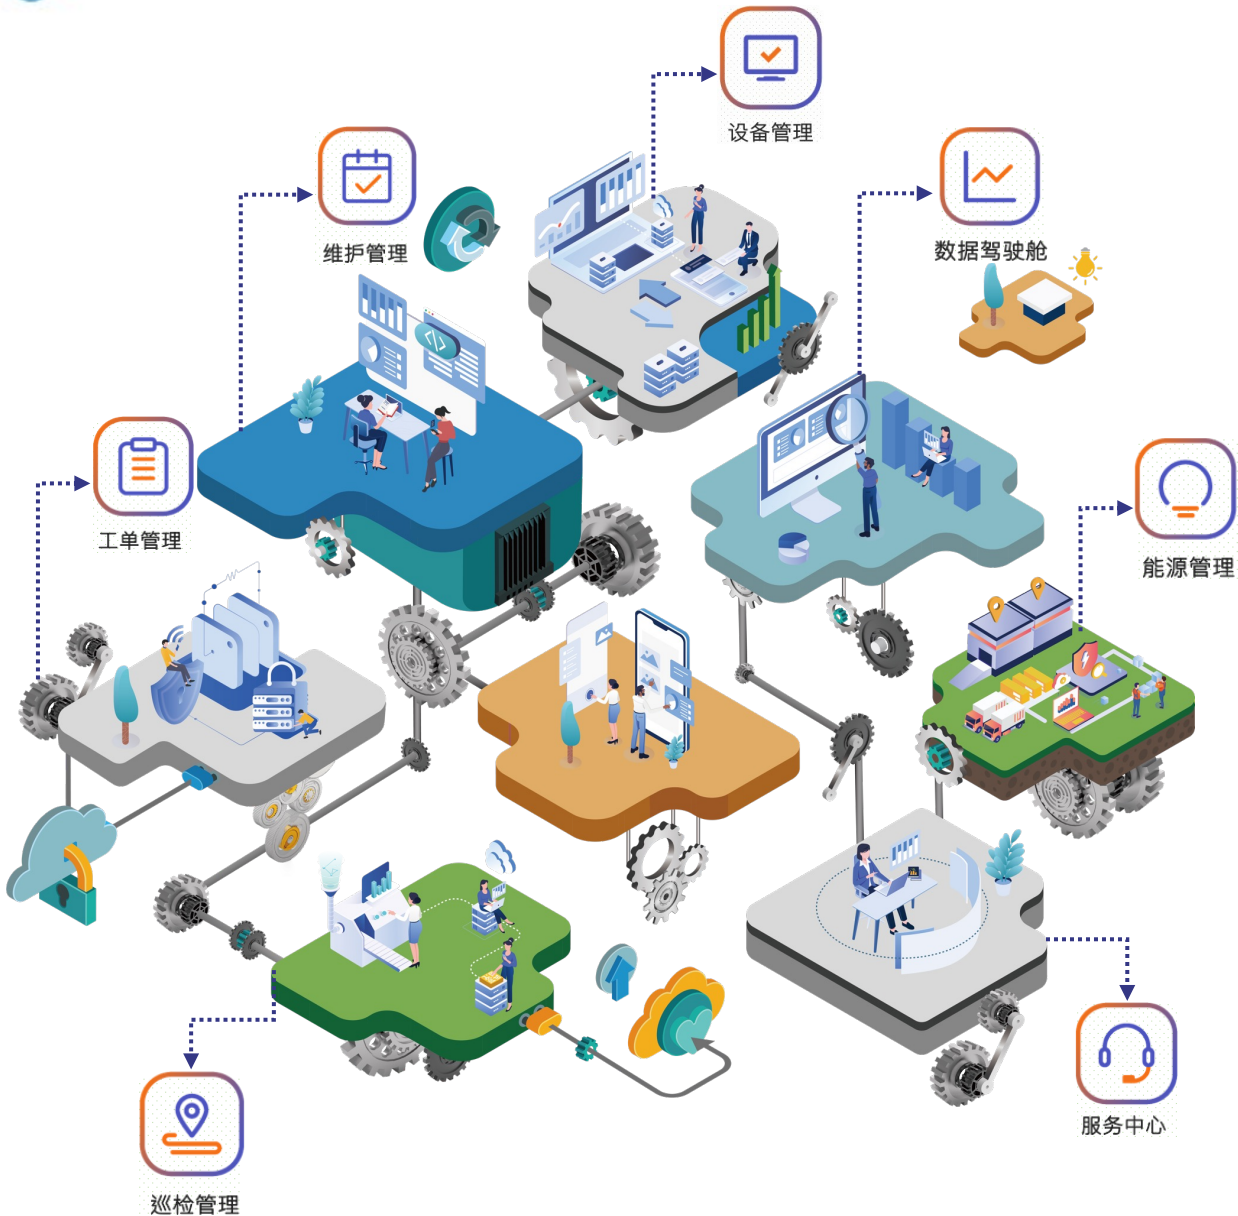 设备管理
维护管理
数据驾驶舱
工单管理
能源管理
服务中心
巡检管理